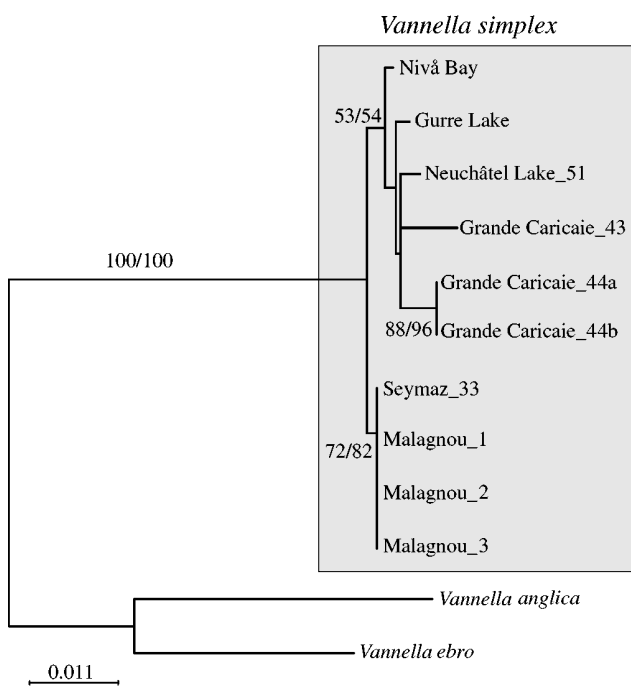 Vannella simplex
Nivå Bay
53/54
Gurre Lake
Neuchâtel Lake_51
Grande Caricaie_43
100/100
Grande Caricaie_44a
88/96
Grande Caricaie_44b
Seymaz_33
Malagnou_1
72/82
Malagnou_2
Malagnou_3
Vannella anglica
Vannella ebro
0.011